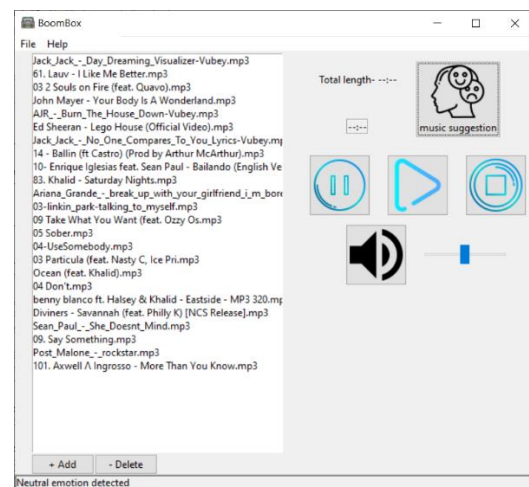 BoomBox
File Help
Jack_Jack_-_Day_Dreaming_Visualizer-Vubey.mp3
61. Lauv - I Like Me Better.mp3
03 2 Souls on Fire (feat. Quavo).mp3
John Mayer - Your Body Is A Wonderland.mp3
AJR_-_Burn_The_House_Down-Vubey.mp3
Ed Sheeran - Lego House (Official Video).mp3
Jack_Jack_-_No_One_Compares_To_You_Lyrics-Vubey.mp
14 - Ballin (ft Castro) (Prod by Arthur McArthur).mp3
10- Enrique Iglesias feat. Sean Paul - Bailando (English Ve
83. Khalid - Saturday Nights.mp3
Ariana_Grande_-_break_up_with_your_girlfriend_i_m_bore
03-linkin_park-talking_to_myself.mp3
09 Take What You Want (feat. Ozzy Os.mp3
05 Sober.mp3
04-UseSomebody.mp3
03 Particula (feat. Nasty C, Ice Pri.mp3
Ocean (feat. Khalid).mp3
04 Don't.mp3
benny blanco ft. Halsey & Khalid - Eastside - MP3 320.mp
Diviners - Savannah (feat. Philly K) [NCS Release].mp3
Sean_Paul_-_She_Doesnt_Mind.mp3
09. Say Something.mp3
Post_Malone_-_rockstar.mp3
101. Axwell Λ Ingrosso - More Than You Know.mp3
Total length- --:--
--:--
music suggestion
+ Add - Delete
Neutral emotion detected